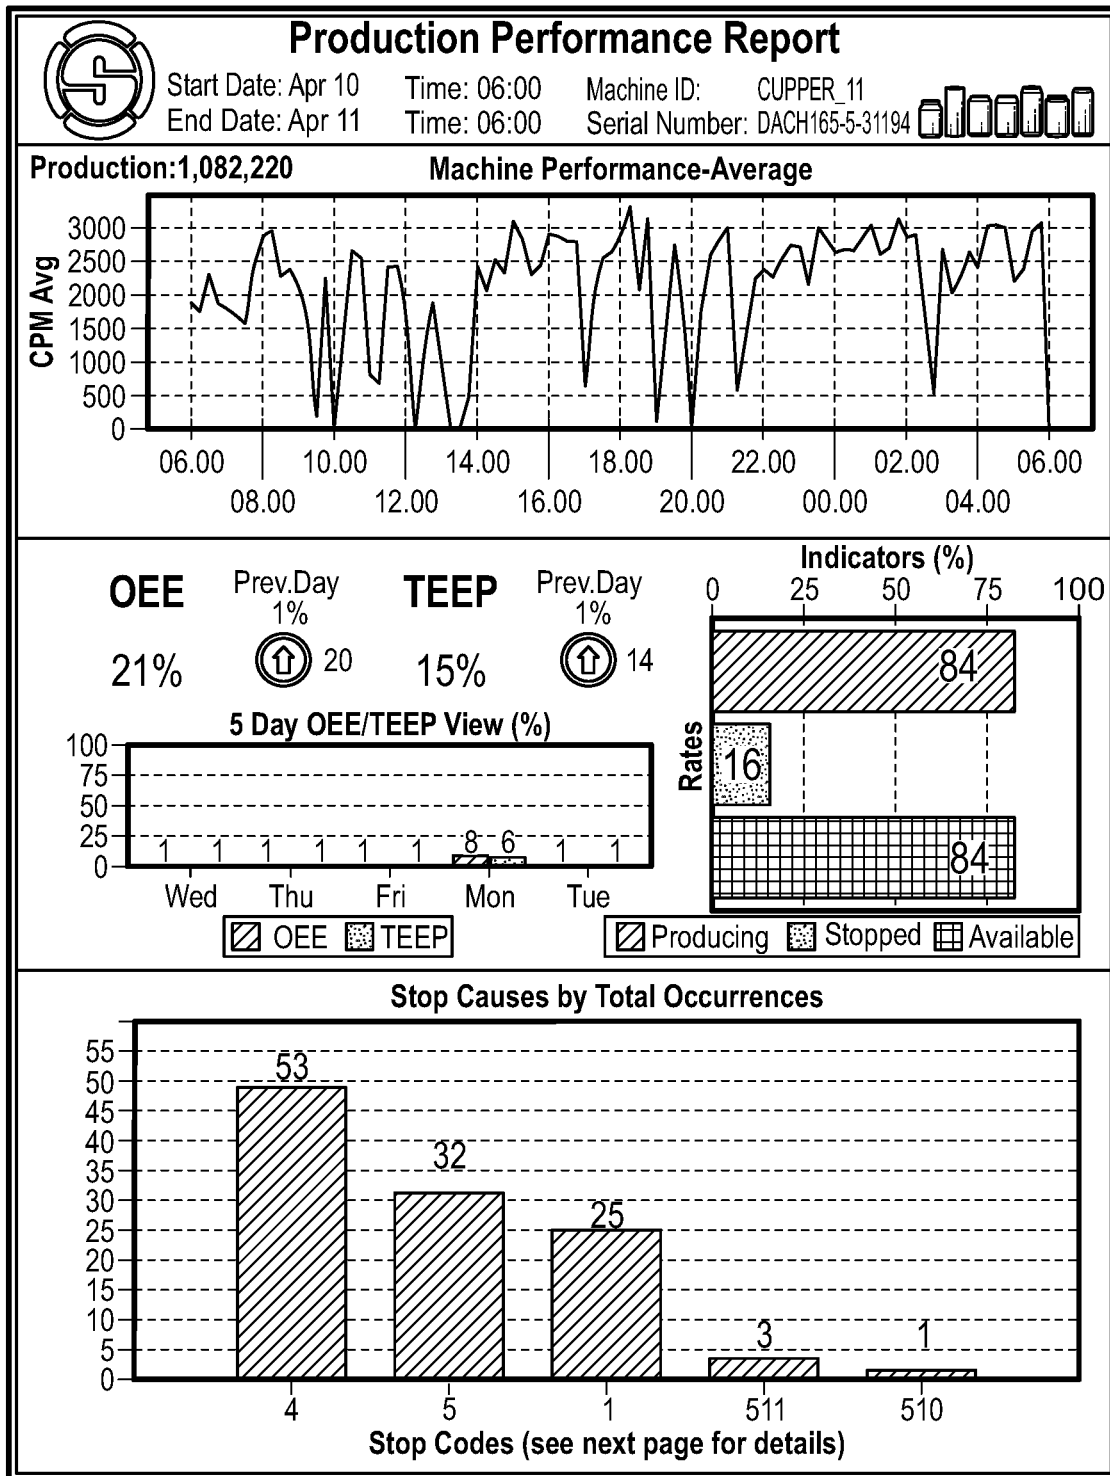 Production Performance Report
Start Date: Apr 10 Time: 06:00 Machine ID: CUPPER_11
End Date: Apr 11 Time: 06:00 Serial Number: DACH165-5-31194
Production:1,082,220 Machine Performance-Average
CPM Avg
3000
2500
2000
1500
1000
500
0
06.00 10.00 14.00 18.00 22.00 02.00 06.00
08.00 12.00 16.00 20.00 00.00 04.00
OEE Prev.Day TEEP Prev.Day
1% 1%
21% 20 15% 14
5 Day OEE/TEEP View (%)
100
75
50
25
0
1 1 1 1 1 1 8 6 1 1
Wed Thu Fri Mon Tue
OEE TEEP
Indicators (%)
0 25 50 75 100
Rates
84
16
84
Producing Stopped Available
Stop Causes by Total Occurrences
55
50
45
40
35
30
25
20
15
10
5
0
53 32 25 3 1
4 5 1 511 510
Stop Codes (see next page for details)